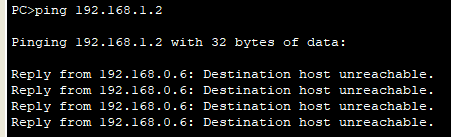 PC>ping 192.168.1.2
Pinging 192.168.1.2 with 32 bytes of data:
Reply from 192.168.0.6: Destination host unreachable.
Reply from 192.168.0.6: Destination host unreachable.
Reply from 192.168.0.6: Destination host unreachable.
Reply from 192.168.0.6: Destination host unreachable.